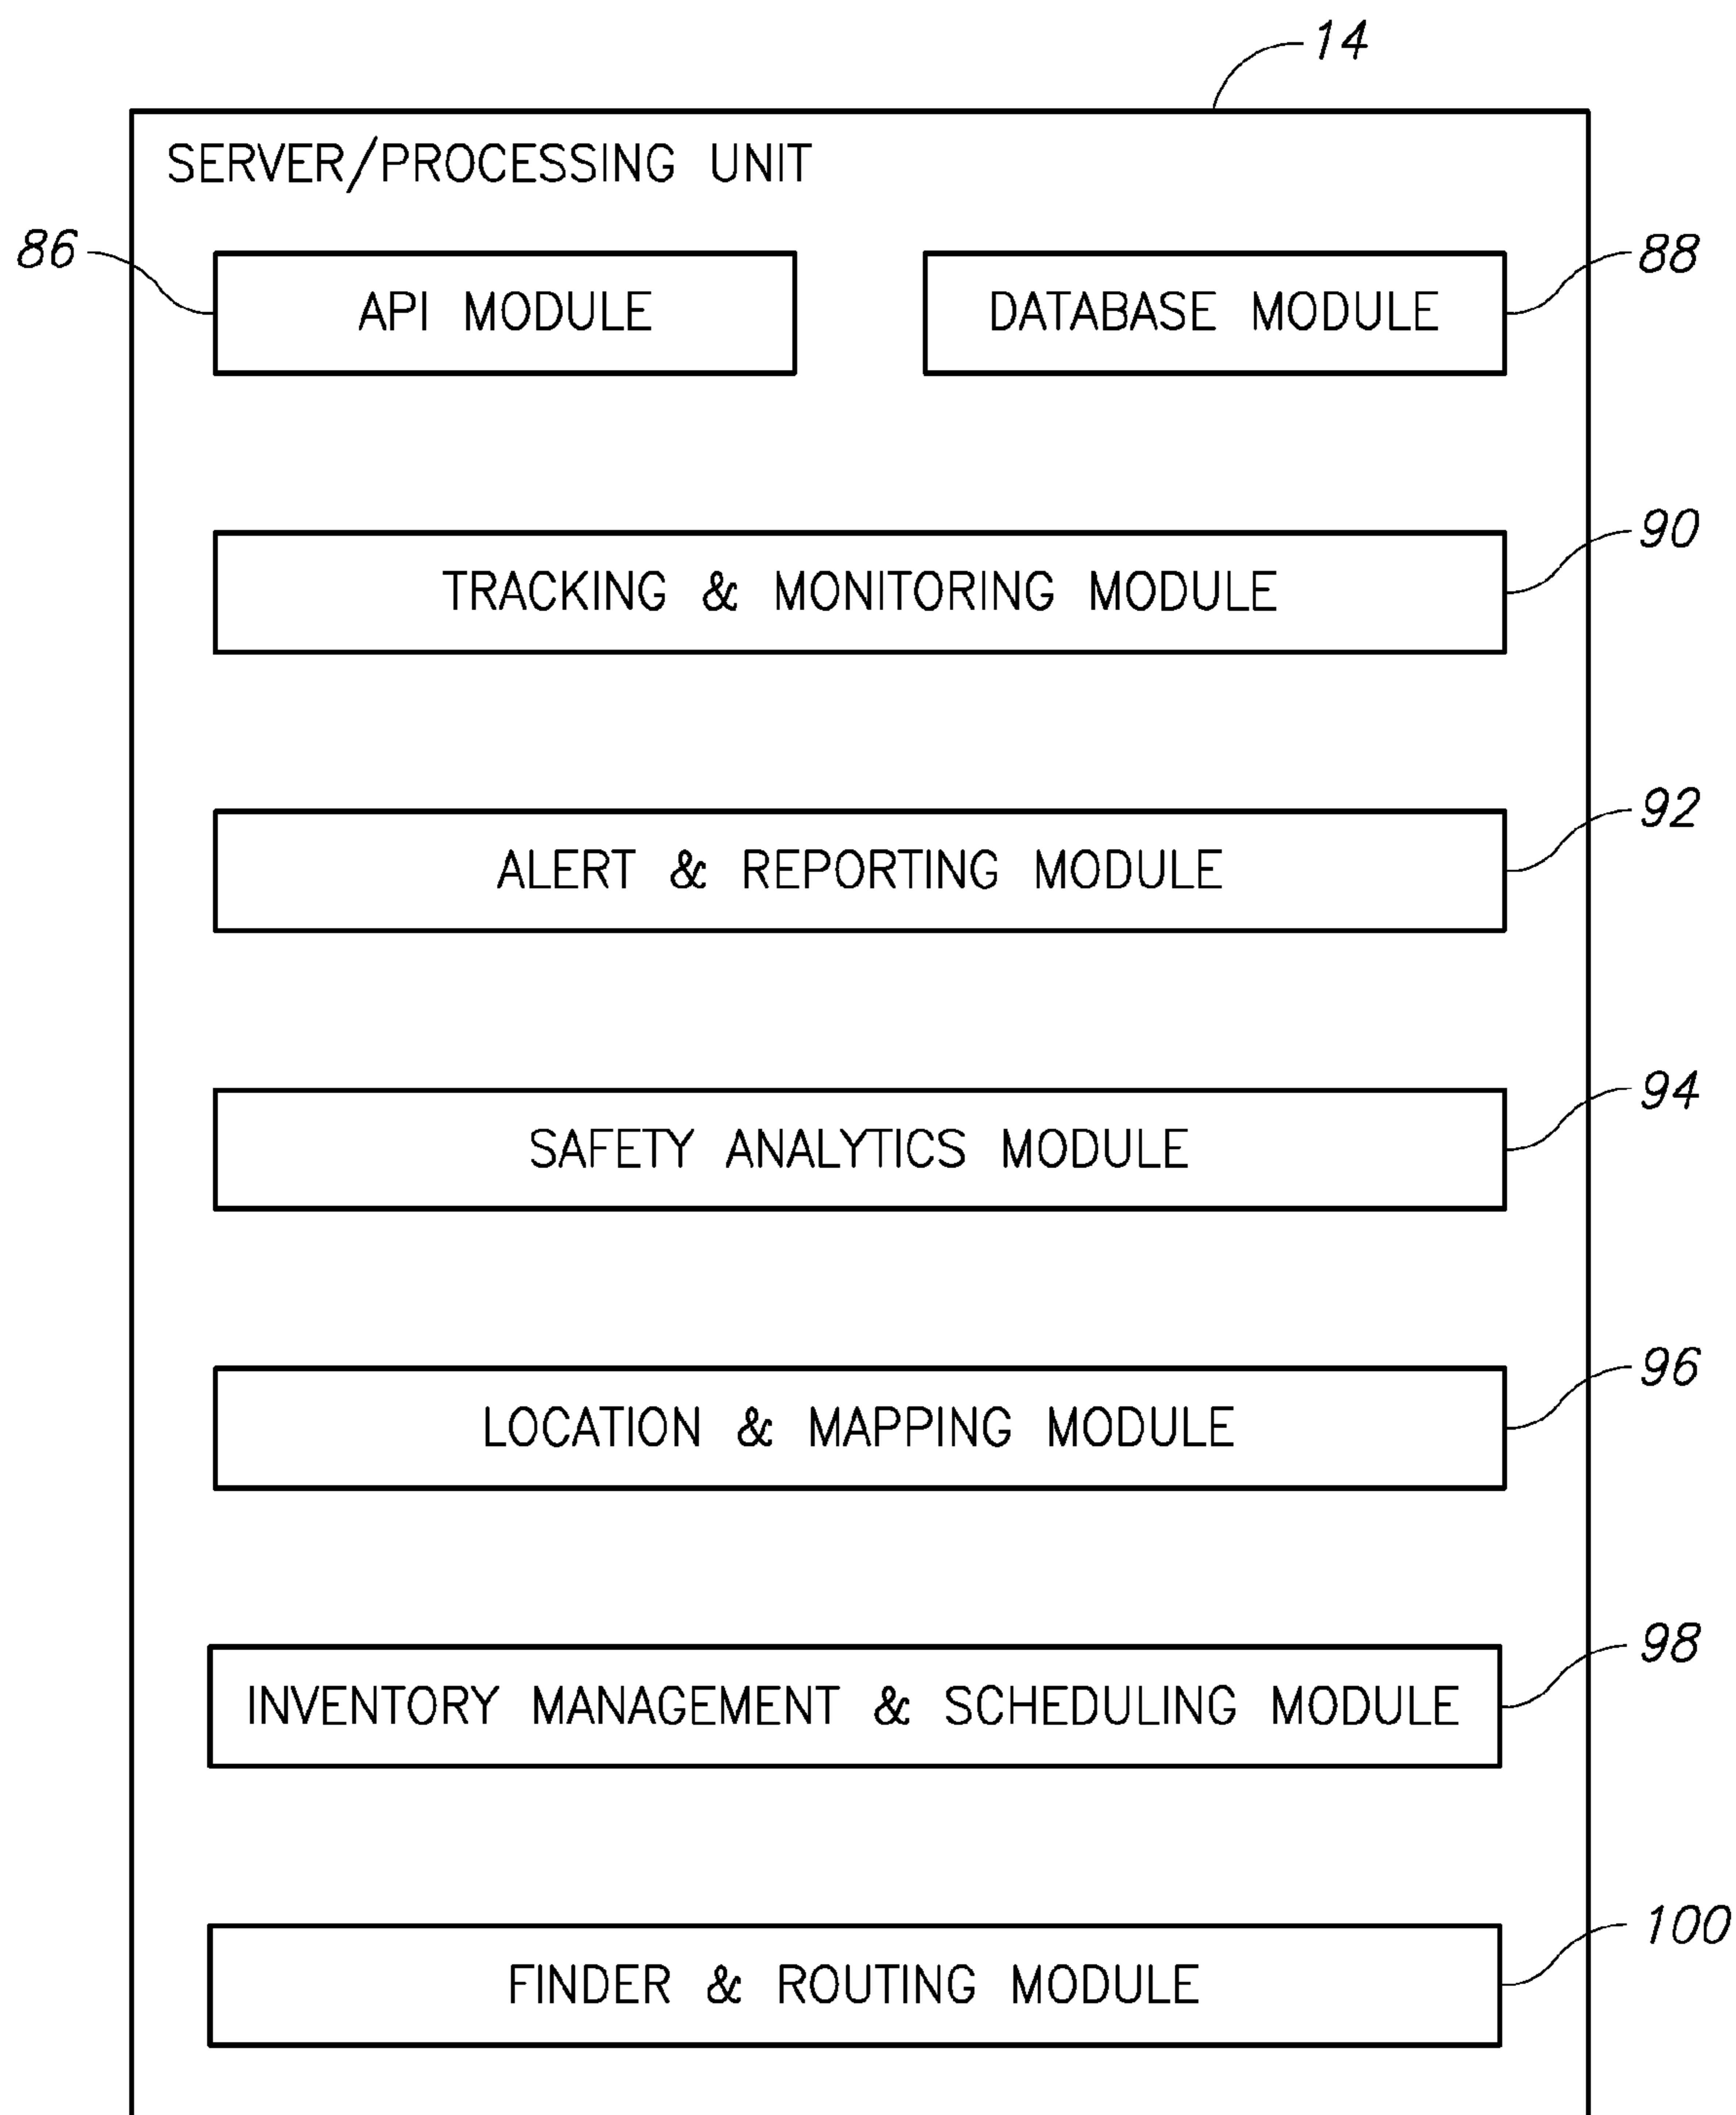 14
SERVER/PROCESSING UNIT
86
88
API MODULE
DATABASE MODULE
90
TRACKING & MONITORING MODULE
92
ALERT & REPORTING MODULE
94
SAFETY ANALYTICS MODULE
96
LOCATION & MAPPING MODULE
98
INVENTORY MANAGEMENT & SCHEDULING MODULE
100
FINDER & ROUTING MODULE